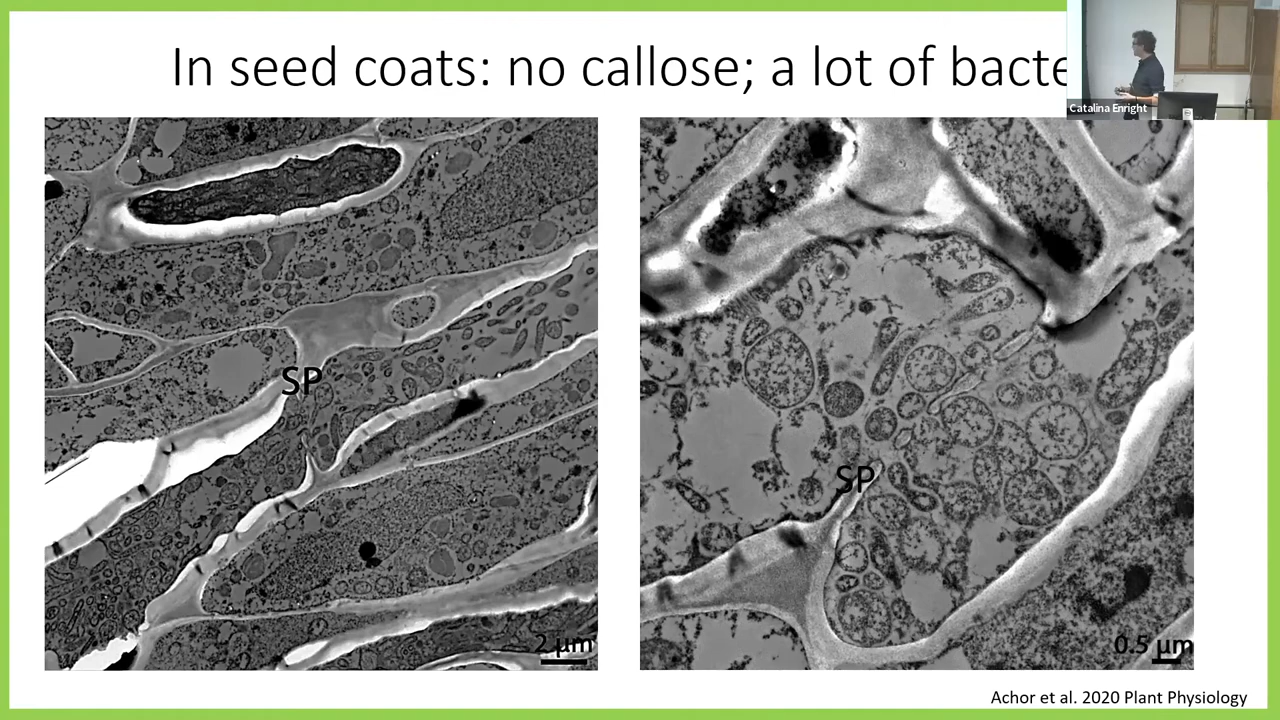 In seed coats: no callose; a lot of bacte
Catalina Enright
SP
2 µm
SP
0.5 µm
Achor et al. 2020 Plant Physiology